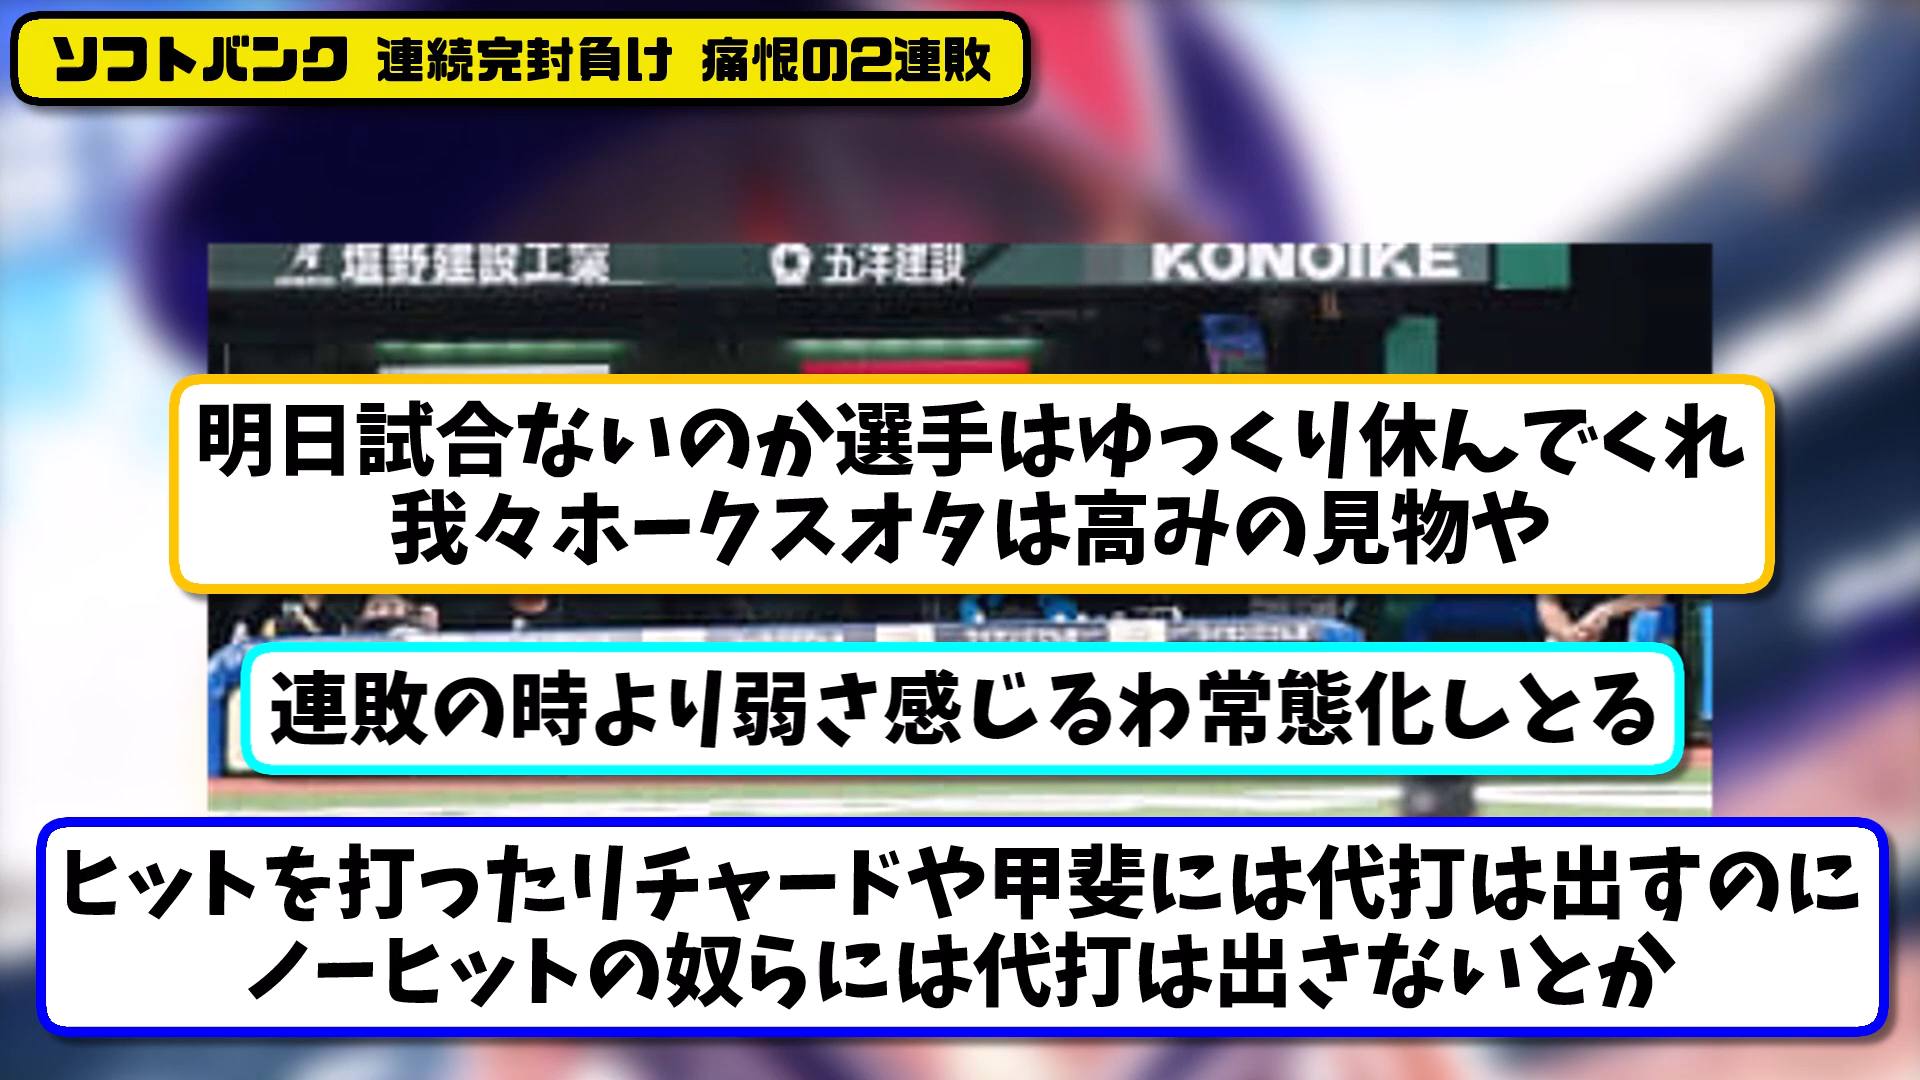 ソフトバンク 連続完封負け 痛恨の2連敗
塩野建設工業
五洋建設
KONOIKE
明日試合ないのか選手はゆっくり休んでくれ
我々ホークスオタは高みの見物や
連敗の時より弱さ感じるわ常態化しとる
ヒットを打ったリチャードや甲斐には代打は出すのに
ノーヒットの奴らには代打は出さないとか